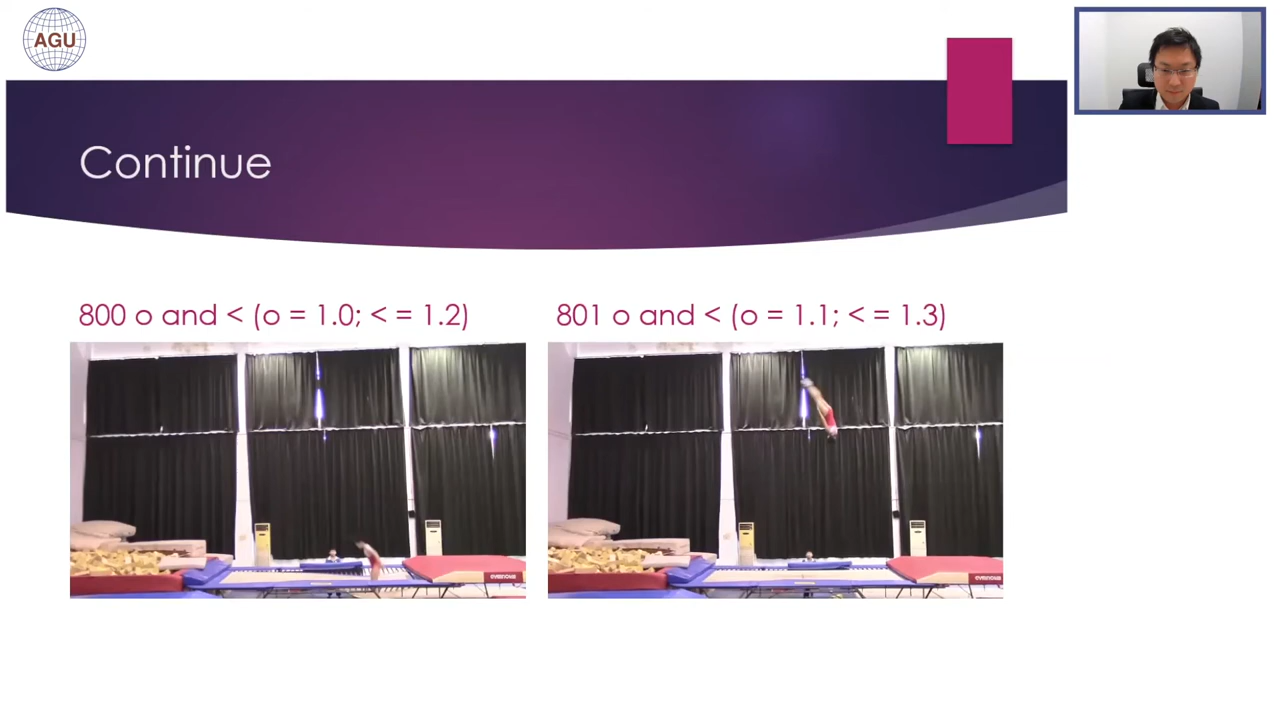 AGU
Continue
800 o and < (o = 1.0; < = 1.2)
801 o and < (o = 1.1; < = 1.3)